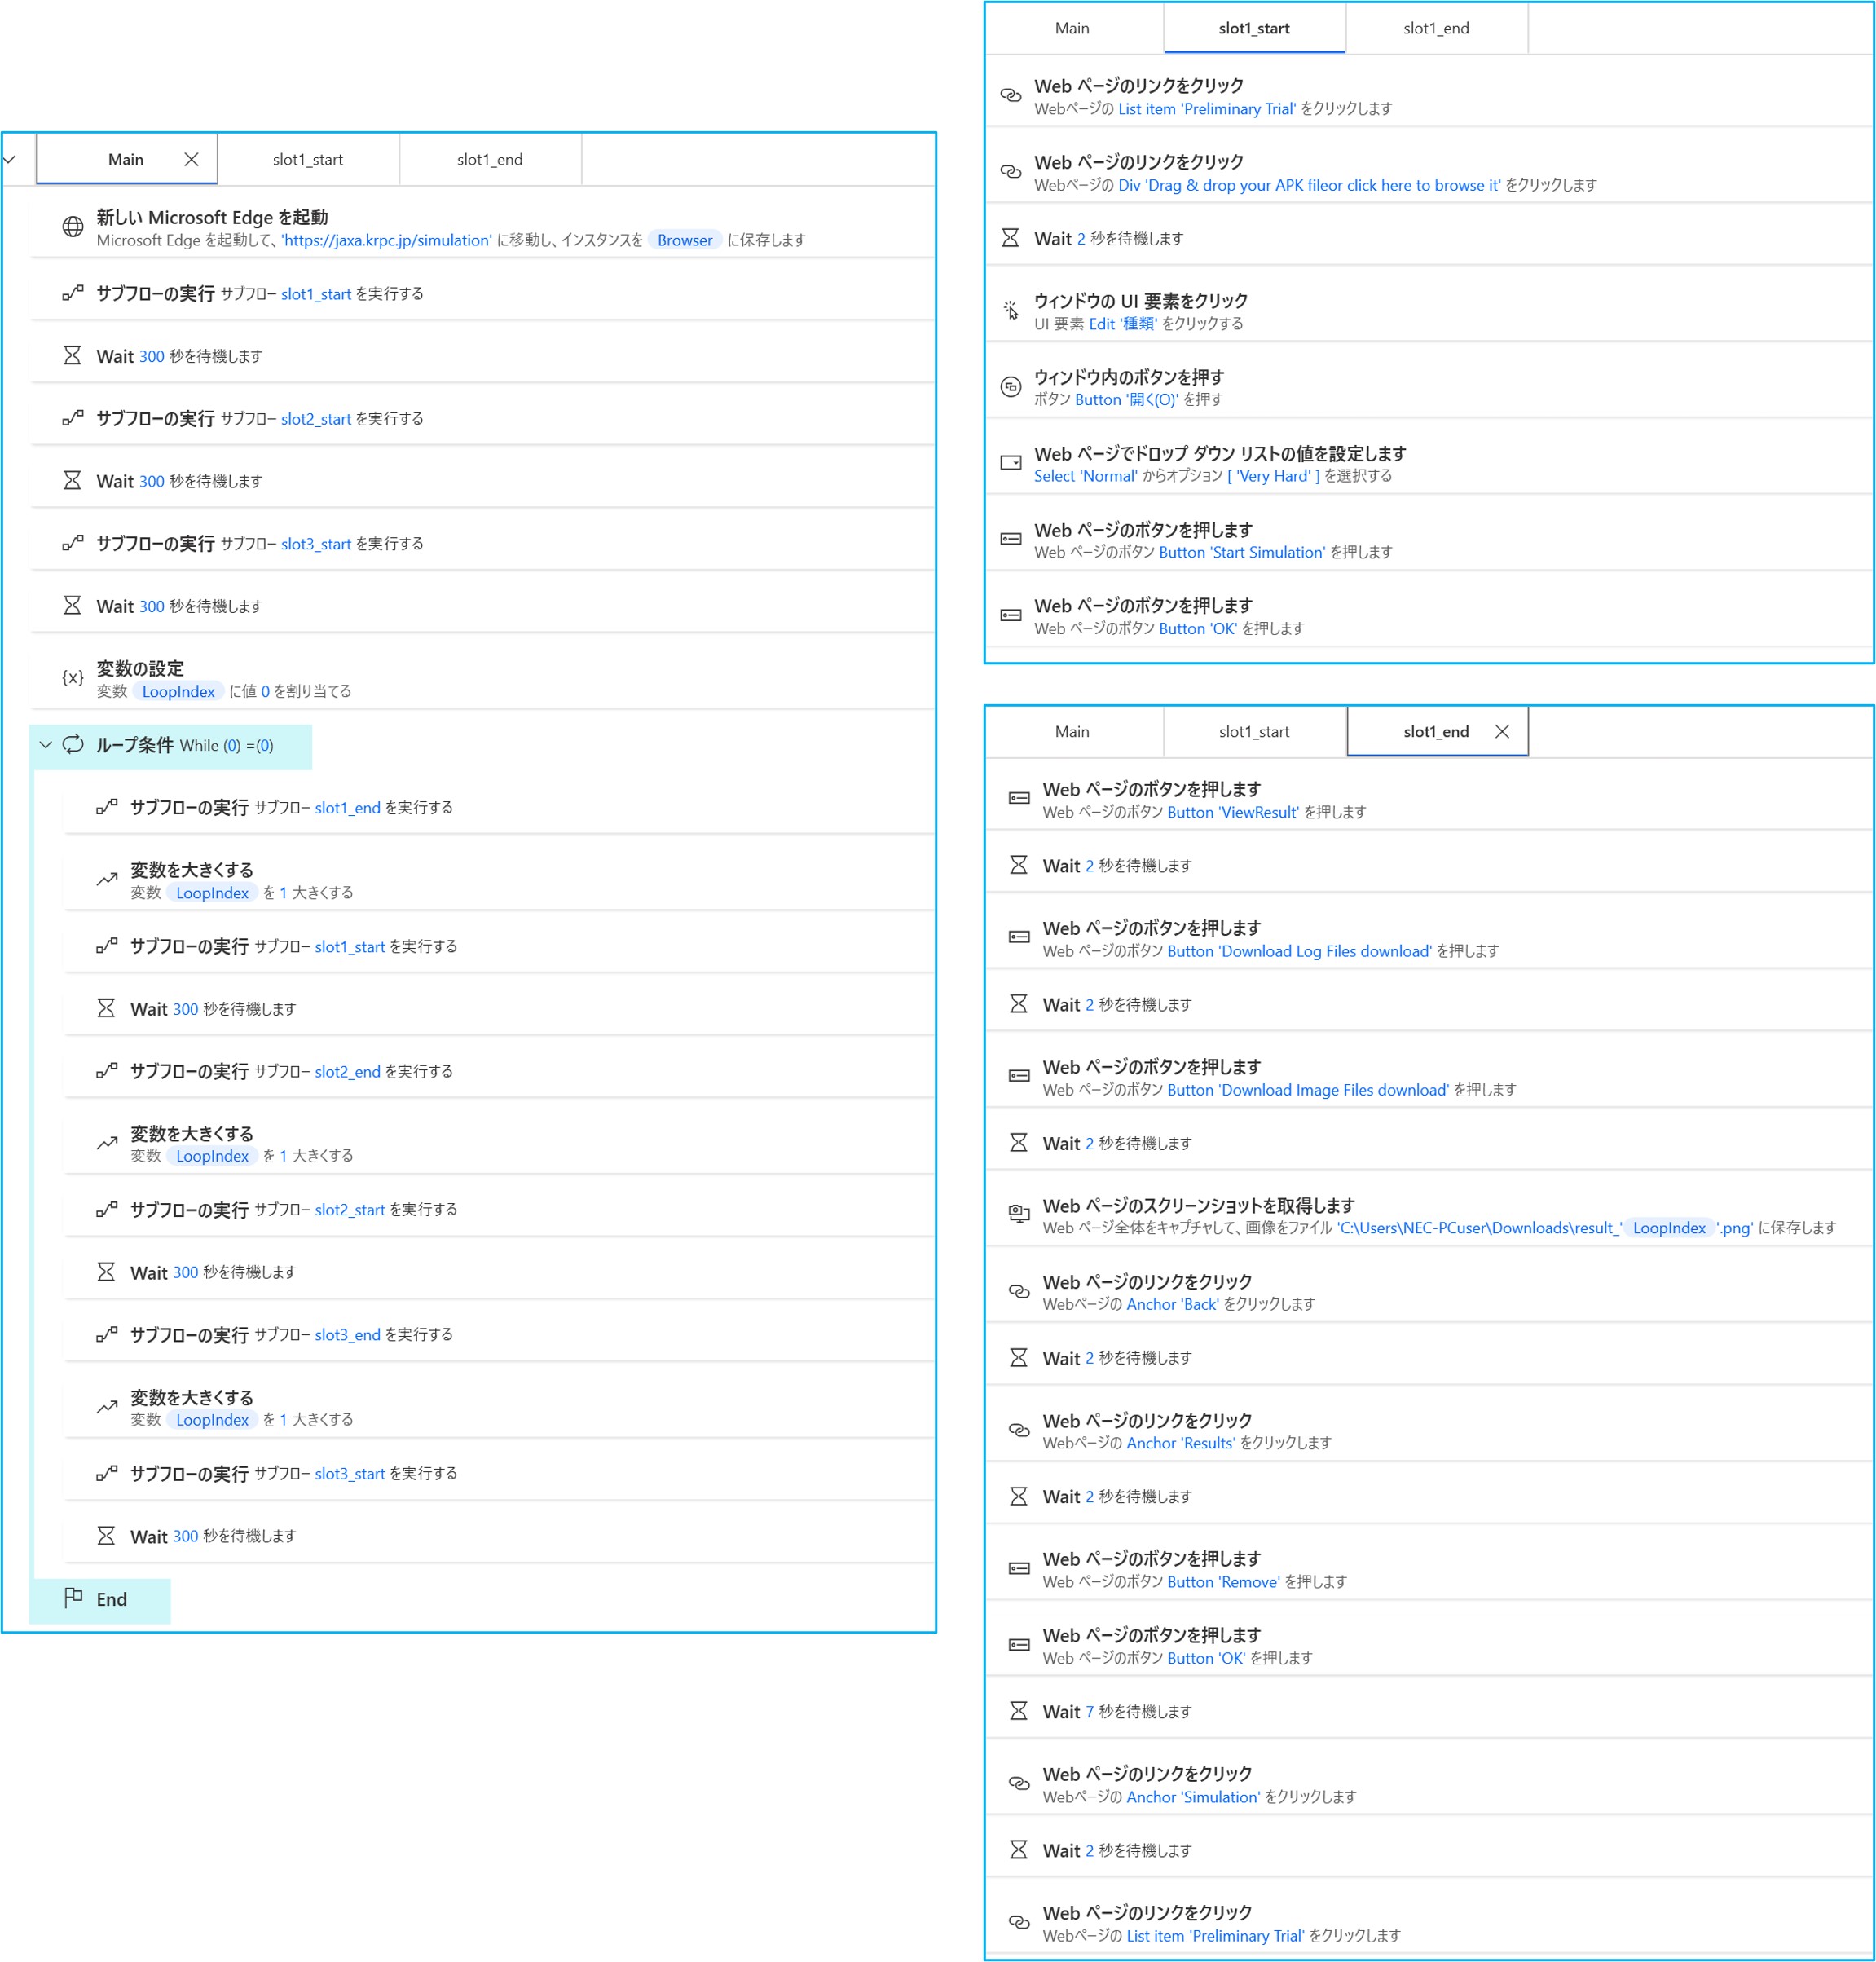 Main
slot1_start
slot1_end
新しい Microsoft Edge を起動
Microsoft Edge を起動して、'https://jaxa.krpc.jp/simulation' に移動し、インスタンスを Browser に保存します
サブフローの実行 サブフロー slot1_start を実行する
Wait 300 秒を待機します
サブフローの実行 サブフロー slot2_start を実行する
Wait 300 秒を待機します
サブフローの実行 サブフロー slot3_start を実行する
Wait 300 秒を待機します
{x} 変数の設定
変数 LoopIndex に値 0 を割り当てる
ループ条件 While (0) =(0)
サブフローの実行 サブフロー slot1_end を実行する
変数を大きくする
変数 LoopIndex を 1 大きくする
サブフローの実行 サブフロー slot1_start を実行する
Wait 300 秒を待機します
サブフローの実行 サブフロー slot2_end を実行する
変数を大きくする
変数 LoopIndex を 1 大きくする
サブフローの実行 サブフロー slot2_start を実行する
Wait 300 秒を待機します
サブフローの実行 サブフロー slot3_end を実行する
変数を大きくする
変数 LoopIndex を 1 大きくする
サブフローの実行 サブフロー slot3_start を実行する
Wait 300 秒を待機します
End
Main
slot1_start
slot1_end
Web ページのリンクをクリック
Webページの List item 'Preliminary Trial' をクリックします
Web ページのリンクをクリック
Webページの Div 'Drag & drop your APK fileor click here to browse it' をクリックします
Wait 2 秒を待機します
ウィンドウの UI 要素をクリック
UI 要素 Edit '種類' をクリックする
ウィンドウ内のボタンを押す
ボタン Button '開く(O)' を押す
Web ページでドロップ ダウン リストの値を設定します
Select 'Normal' からオプション [ 'Very Hard' ] を選択する
Web ページのボタンを押します
Web ページのボタン Button 'Start Simulation' を押します
Web ページのボタンを押します
Web ページのボタン Button 'OK' を押します
Main
slot1_start
slot1_end
Web ページのボタンを押します
Web ページのボタン Button 'ViewResult' を押します
Wait 2 秒を待機します
Web ページのボタンを押します
Web ページのボタン Button 'Download Log Files download' を押します
Wait 2 秒を待機します
Web ページのボタンを押します
Web ページのボタン Button 'Download Image Files download' を押します
Wait 2 秒を待機します
Web ページのスクリーンショットを取得します
Web ページ全体をキャプチャして、画像をファイル 'C:\Users\NEC-PCuser\Downloads\result_' LoopIndex '.png' に保存します
Web ページのリンクをクリック
Webページの Anchor 'Back' をクリックします
Wait 2 秒を待機します
Web ページのリンクをクリック
Webページの Anchor 'Results' をクリックします
Wait 2 秒を待機します
Web ページのボタンを押します
Web ページのボタン Button 'Remove' を押します
Web ページのボタンを押します
Web ページのボタン Button 'OK' を押します
Wait 7 秒を待機します
Web ページのリンクをクリック
Webページの Anchor 'Simulation' をクリックします
Wait 2 秒を待機します
Web ページのリンクをクリック
Webページの List item 'Preliminary Trial' をクリックします